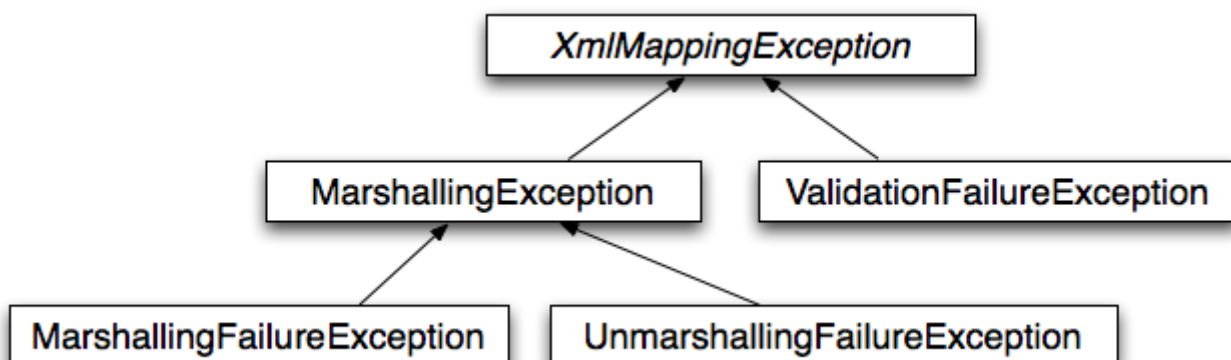 XmlMappingException
MarshallingException
ValidationFailureException
MarshallingFailureException
UnmarshallingFailureException